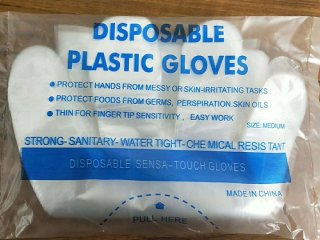 DISPOSABLE
PLASTIC GLOVES
● PROTECT HANDS FROM MESSY OR SKIN-IRRITATING TASKS
● PROTECT FOODS FROM GERMS, PERSPIRATION, SKIN OILS
● THIN FOR FINGER TIP SENSITIVITY, EASY WORK
SIZE: MEDIUM
STRONG- SANITARY- WATER TIGHT- CHE MICAL RESIS TANT
DISPOSABLE SENSA-TOUCH GLOVES
MADE IN CHINA
PULL HERE